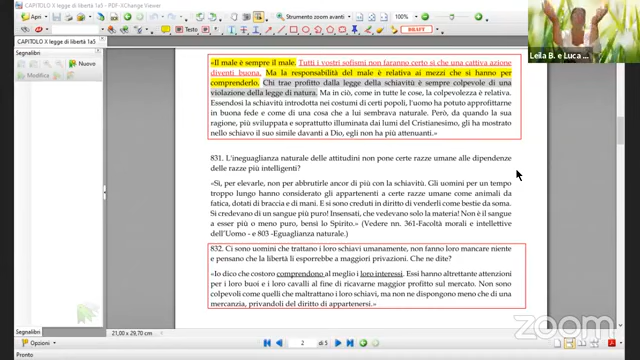 CAPITOLO X legge di libertà 1a5 - PDF-XChange Viewer
Strumento zoom avanti
100%
BRAFT
Leila B. e Luca
Segnalibri
CAPITOLO X legge di libertà 1a5
Nuovo
«Il male è sempre il male. Tutti i vostri sofismi non faranno certo sì che una cattiva azione
diventi buona. Ma la responsabilità del male è relativa ai mezzi che si hanno per
comprenderlo. Chi trae profitto dalla legge della schiavitù è sempre colpevole di una
violazione della legge di natura. Ma in ciò, come in tutte le cose, la colpevolezza è relativa.
Essendosi la schiavitù introdotta nei costumi di certi popoli, l'uomo ha potuto approfittarne
in buona fede e come di una cosa che a lui sembrava naturale. Però, da quando la sua
ragione, più sviluppata e soprattutto illuminata dai lumi del Cristianesimo, gli ha mostrato
nello schiavo il suo simile davanti a Dio, egli non ha più attenuanti.»
831. L'ineguaglianza naturale delle attitudini non pone certe razze umane alle dipendenze
delle razze più intelligenti?
«Sì, per elevarle, non per abbrutirle ancor di più con la schiavitù. Gli uomini per un tempo
troppo lungo hanno considerato gli appartenenti a certe razze umane come animali da
fatica, dotati di braccia e di mani. E si sono creduti in diritto di venderli come bestie da soma.
Si credevano di un sangue più puro! Insensati, che vedevano solo la materia! Non è il sangue
a esser più o meno puro, bensì lo Spirito.» (Vedere nn. 361-Facoltà morali e intellettive
dell'Uomo - e 803 -Eguaglianza naturale.)
832. Ci sono uomini che trattano i loro schiavi umanamente, non fanno loro mancare niente
e pensano che la libertà li esporrebbe a maggiori privazioni. Che ne dite?
«Io dico che costoro comprendono al meglio i loro interessi. Essi hanno altrettante attenzioni
per i loro buoi e i loro cavalli al fine di ricavarne maggior profitto sul mercato. Non sono
colpevoli come quelli che maltrattano i loro schiavi, ma non ne dispongono meno che di una
mercanzia, privandoli del diritto di appartenersi.»
zoom
21,00 x 29,70 cm
Opzioni
2
di 5
Pronto